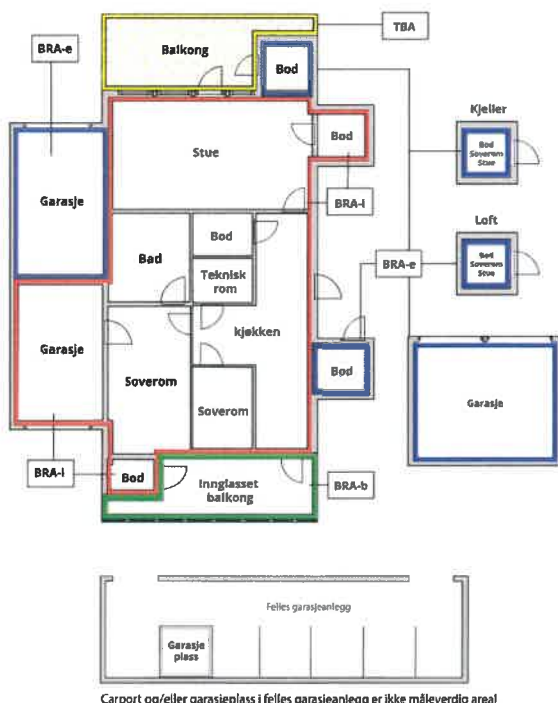 TBA
BRA-e
Balkong
Bod
Kjeller
Bod
Soverom
Stue
Stue
Bod
BRA-i
Garasje
Loft
Bod
Soverom
Stue
Bad
Bod
Teknisk
rom
BRA-e
Garasje
kjøkken
Soverom
Soverom
Bød
Garasje
BRA-i
Bod
Innglasset
balkong
BRA-b
Felles garasjeanlegg
Garasje
plass
Carport og/eller garasjeplass i felles garasjeanlegg er ikke måleverdig areal